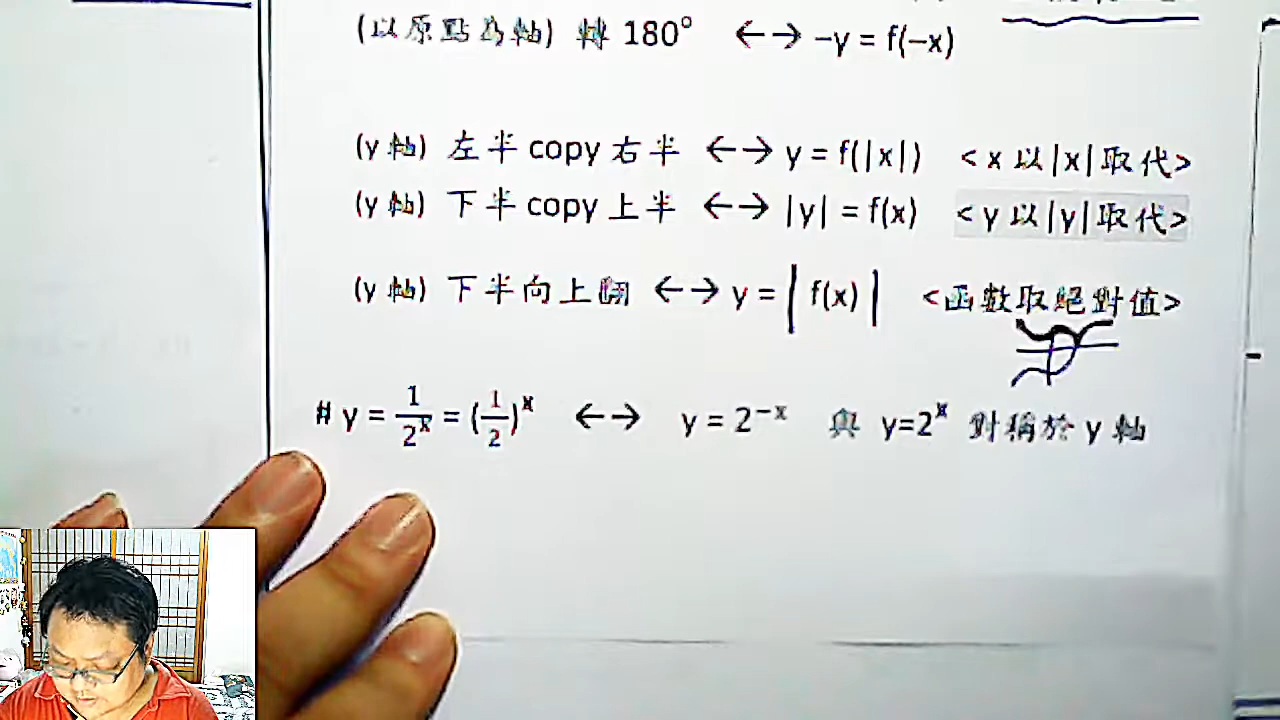 (以原點為軸) 轉 180° ←→ -y = f(-x)
(y 軸) 左半 copy 右半 ←→ y = f(|x|) <x 以|x|取代>
(y 軸) 下半 copy 上半 ←→ |y| = f(x) <y 以|y|取代>
(y 軸) 下半向上翻 ←→ y = | f(x) | <函數取絕對值>
# y = 1/2^x = (1/2)^x ←→ y = 2^-x 與 y=2^x 對稱於 y 軸